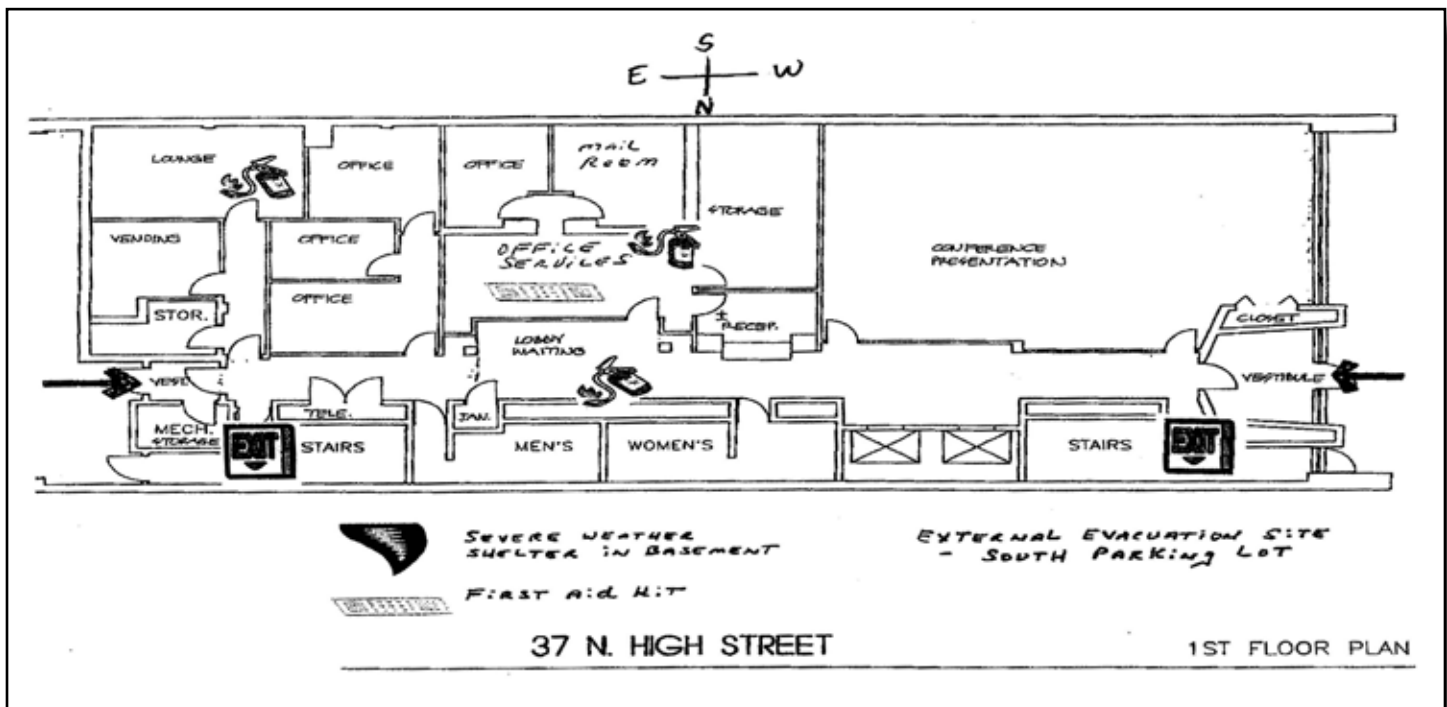 S
E W
N
LOUNGE
OFFICE
OFFICE
MAIL
ROOM
STORAGE
VENDING
OFFICE
OFFICE
SERVICES
CONFERENCE
PRESENTATION
OFFICE
STOR.
± RECEP.
CLOSET
LOBBY
WAITING
VEST
VESTIBULE
TELE.
JAN.
MECH.
STORAGE
EXIT
STAIRS
MEN'S
WOMEN'S
STAIRS
EXIT
SEVERE WEATHER
SHELTER IN BASEMENT
EXTERNAL EVACUATION SITE
- SOUTH PARKING LOT
FIRST AID KIT
37 N. HIGH STREET
1ST FLOOR PLAN